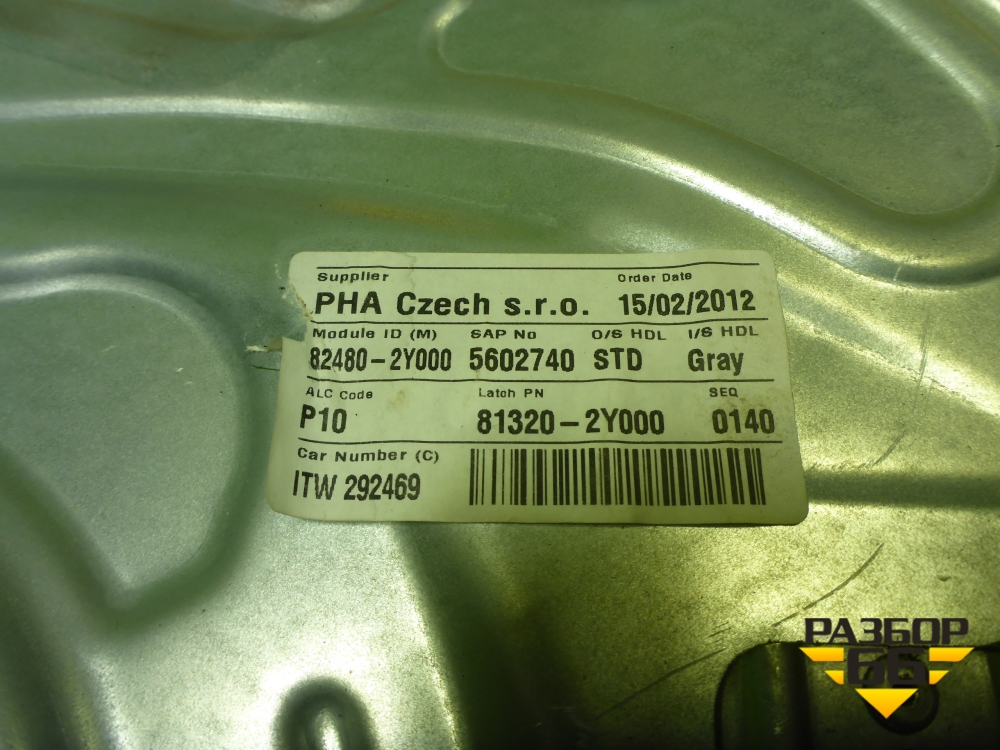 Supplier Order Date
PHA Czech s.r.o. 15/02/2012
Module ID (M) SAP No O/S HDL I/S HDL
82480-2Y000 5602740 STD Gray
ALC Code Latch PN SEQ
P10 81320-2Y000 0140
Car Number (C)
ITW 292469
РАЗБОР
66